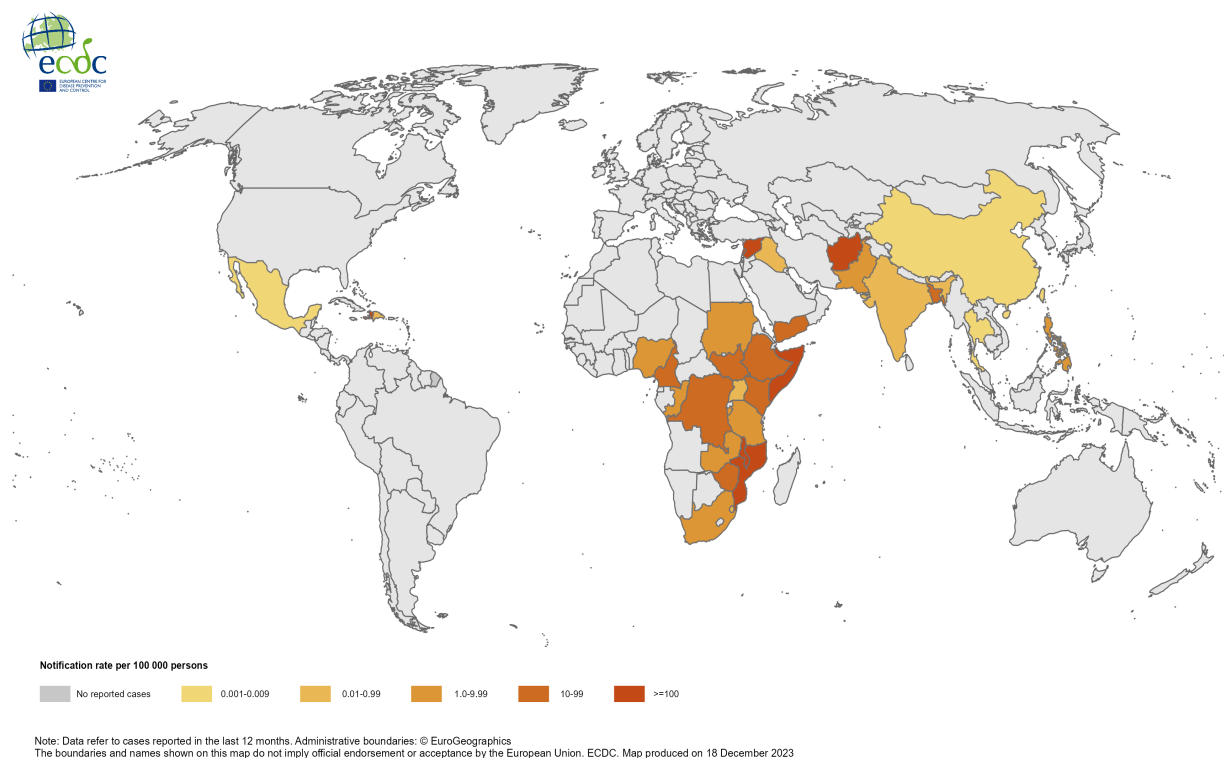 ecdc
EUROPEAN CENTRE FOR
DISEASE PREVENTION
AND CONTROL
Notification rate per 100 000 persons
No reported cases 0.001-0.009 0.01-0.99 1.0-9.99 10-99 >=100
Note: Data refer to cases reported in the last 12 months. Administrative boundaries: © EuroGeographics
The boundaries and names shown on this map do not imply official endorsement or acceptance by the European Union. ECDC. Map produced on 18 December 2023